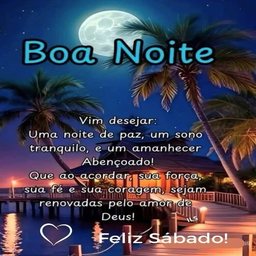 Boa Noite
Vim desejar:
Uma noite de paz, um sono
tranquilo, e um amanhecer
Abençoado!
Que ao acordar, sua força,
sua fé e sua coragem, sejam
renovadas pelo amor de
Deus!
Feliz Sábado!